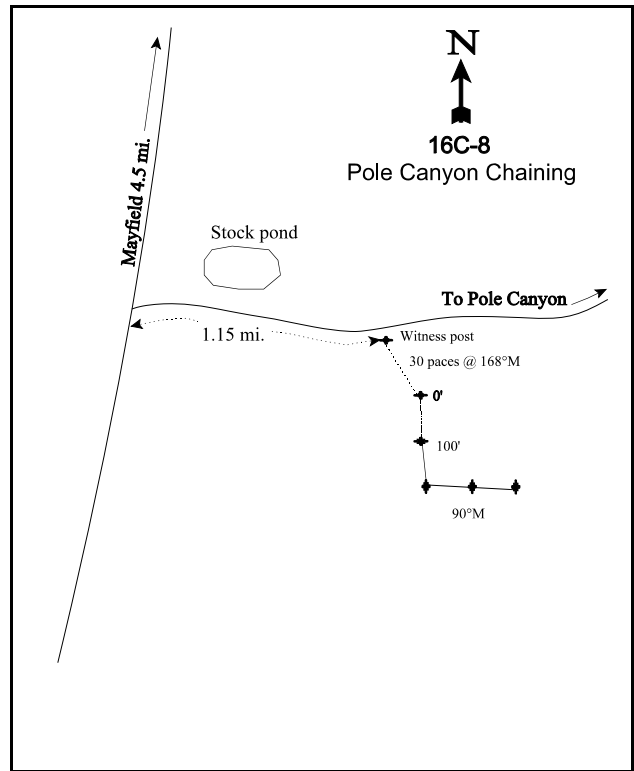 N
16C-8
Pole Canyon Chaining
Mayfield 4.5 mi.
Stock pond
To Pole Canyon
1.15 mi.
Witness post
30 paces @ 168°M
0'
100'
90°M